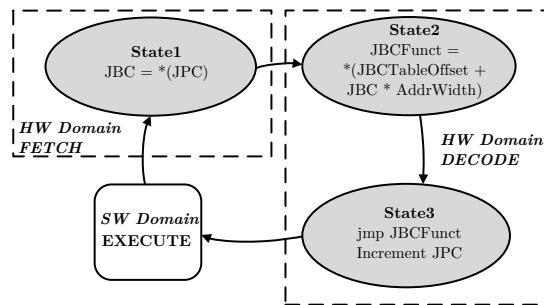 State1
JBC = *(JPC)
HW Domain
FETCH
State2
JBCFunct =
*(JBCTableOffset +
JBC * AddrWidth)
HW Domain
DECODE
State3
jmp JBCFunct
Increment JPC
SW Domain
EXECUTE